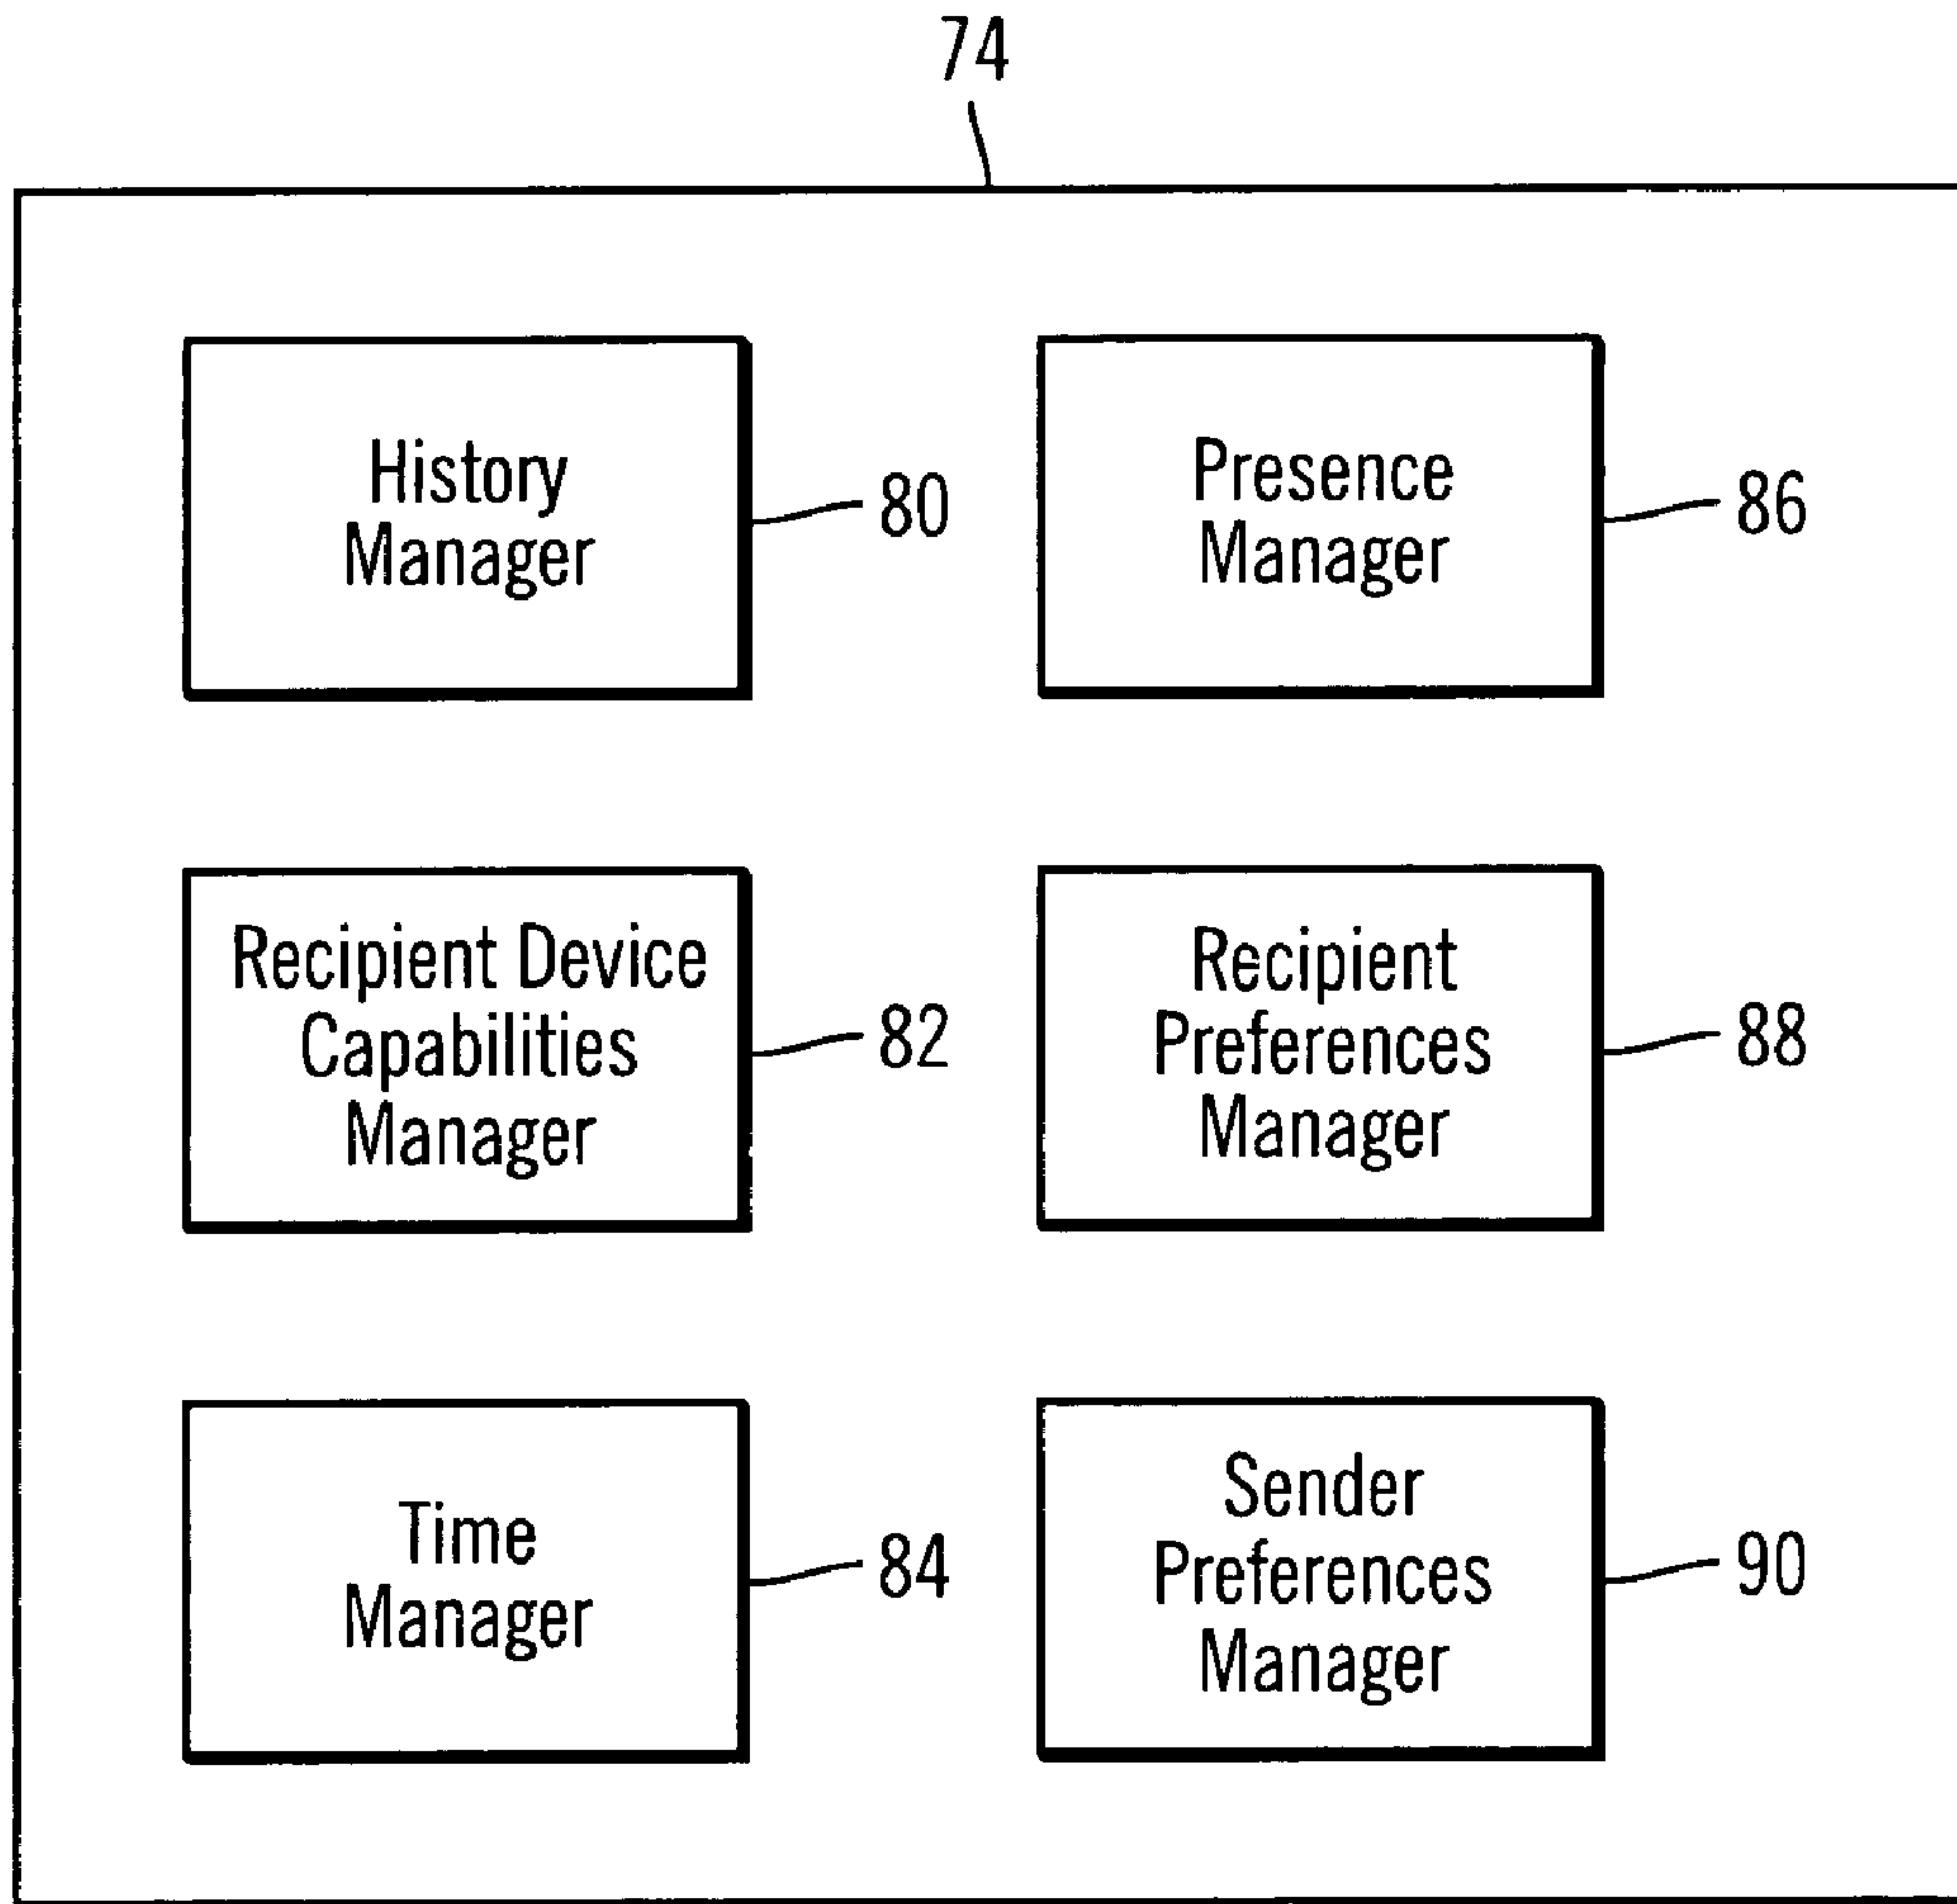 74
History
Manager
80
Presence
Manager
86
Recipient Device
Capabilities
Manager
82
Recipient
Preferences
Manager
88
Time
Manager
84
Sender
Preferences
Manager
90